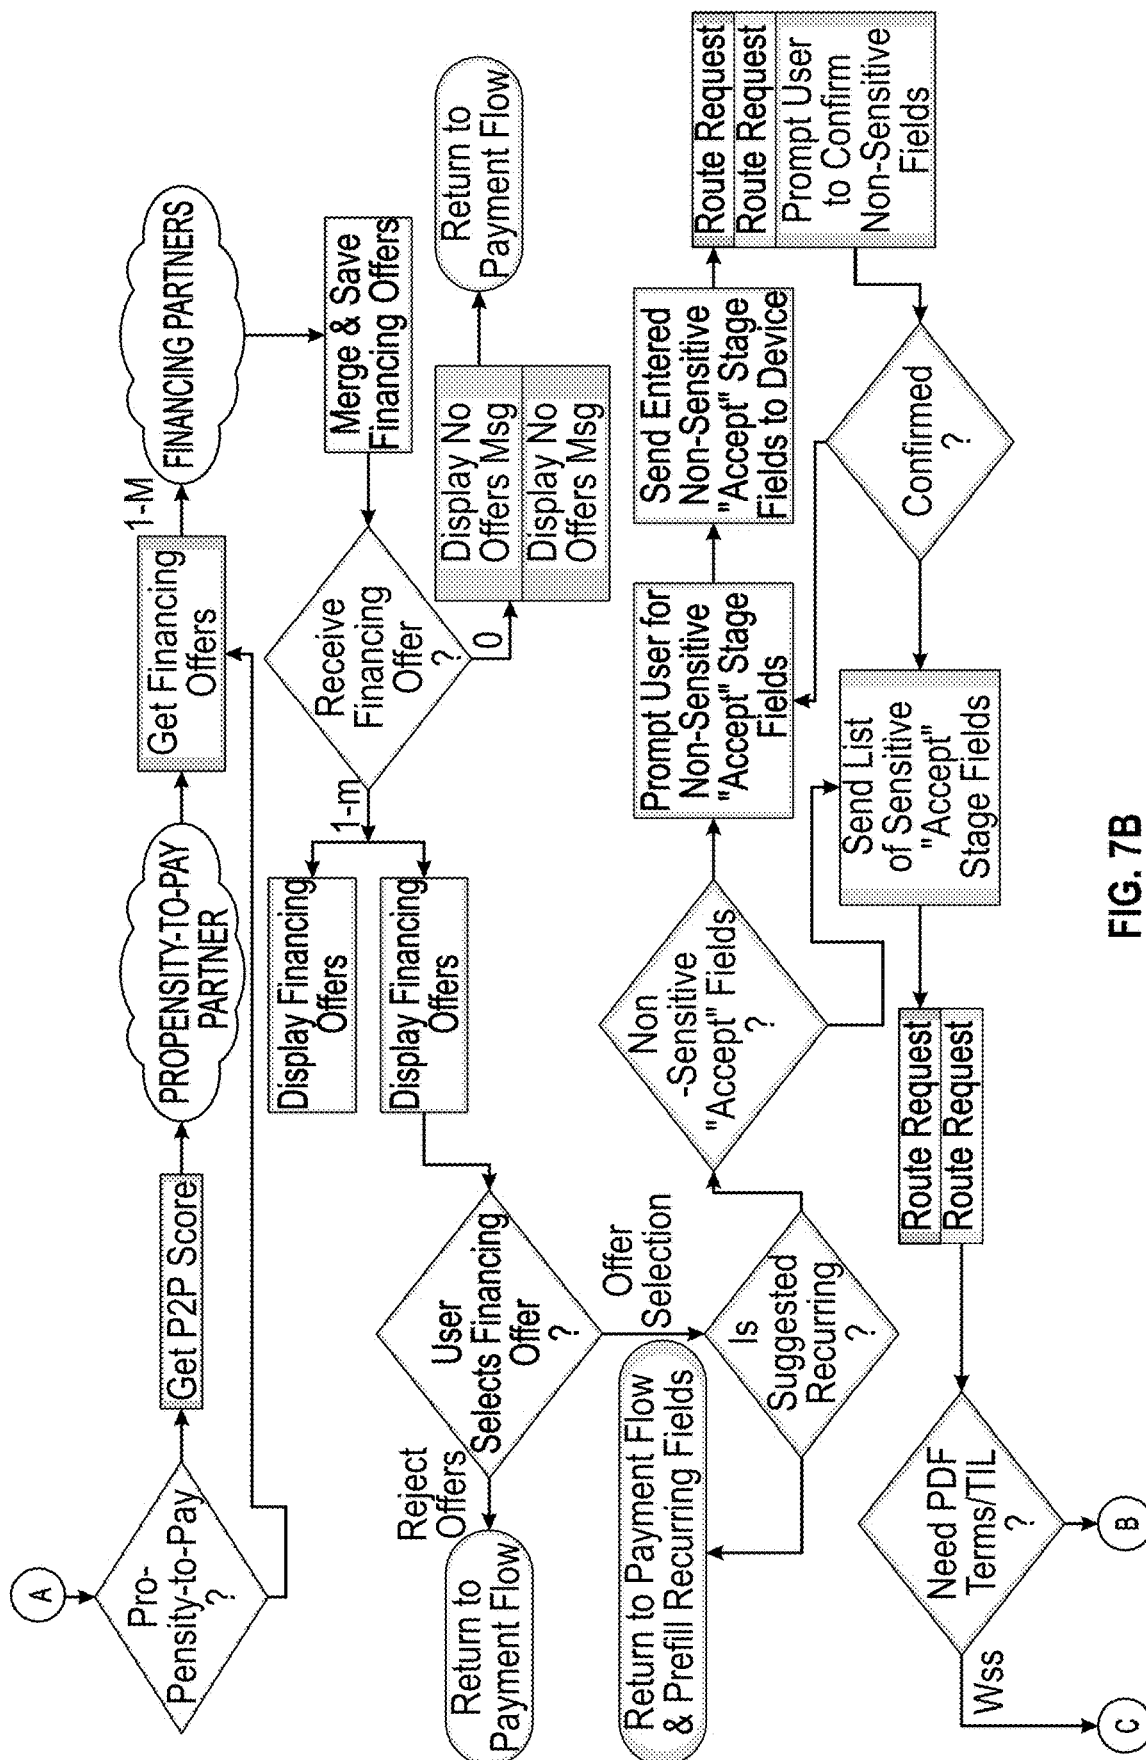 A
Pro-
Pensity-to-Pay
?
Get P2P Score
PROPENSITY-TO-PAY
PARTNER
Get Financing
Offers
1-M
FINANCING PARTNERS
Merge & Save
Financing Offers
Receive
Financing
Offer
?
0
Display No
Offers Msg
Display No
Offers Msg
Return to
Payment Flow
1-m
Display Financing
Offers
Display Financing
Offers
User
Selects Financing
Offer
?
Reject
Offers
Return to
Payment Flow
Offer
Selection
Is
Suggested
Recurring
?
Return to Payment Flow
& Prefill Recurring Fields
Non
-Sensitive
"Accept" Fields
?
Prompt User for
Non-Sensitive
"Accept" Stage
Fields
Send Entered
Non-Sensitive
"Accept" Stage
Fields to Device
Route Request
Route Request
Prompt User
to Confirm
Non-Sensitive
Fields
Confirmed
?
Send List
of Sensitive
"Accept"
Stage Fields
Route Request
Route Request
Need PDF
Terms/TIL
?
Wss
C
B
FIG. 7B